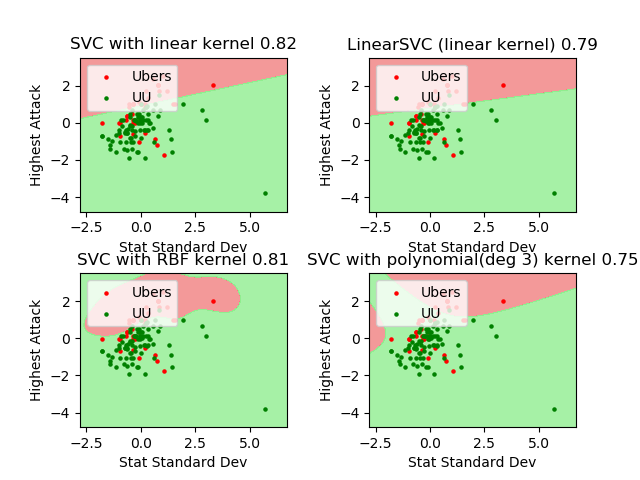 SVC with linear kernel 0.82
Highest Attack
2
0
−2
−4
Ubers
UU
−2.5 0.0 2.5 5.0
Stat Standard Dev
LinearSVC (linear kernel) 0.79
Highest Attack
2
0
−2
−4
Ubers
UU
−2.5 0.0 2.5 5.0
Stat Standard Dev
SVC with RBF kernel 0.81
Highest Attack
2
0
−2
−4
Ubers
UU
−2.5 0.0 2.5 5.0
Stat Standard Dev
SVC with polynomial(deg 3) kernel 0.75
Highest Attack
2
0
−2
−4
Ubers
UU
−2.5 0.0 2.5 5.0
Stat Standard Dev